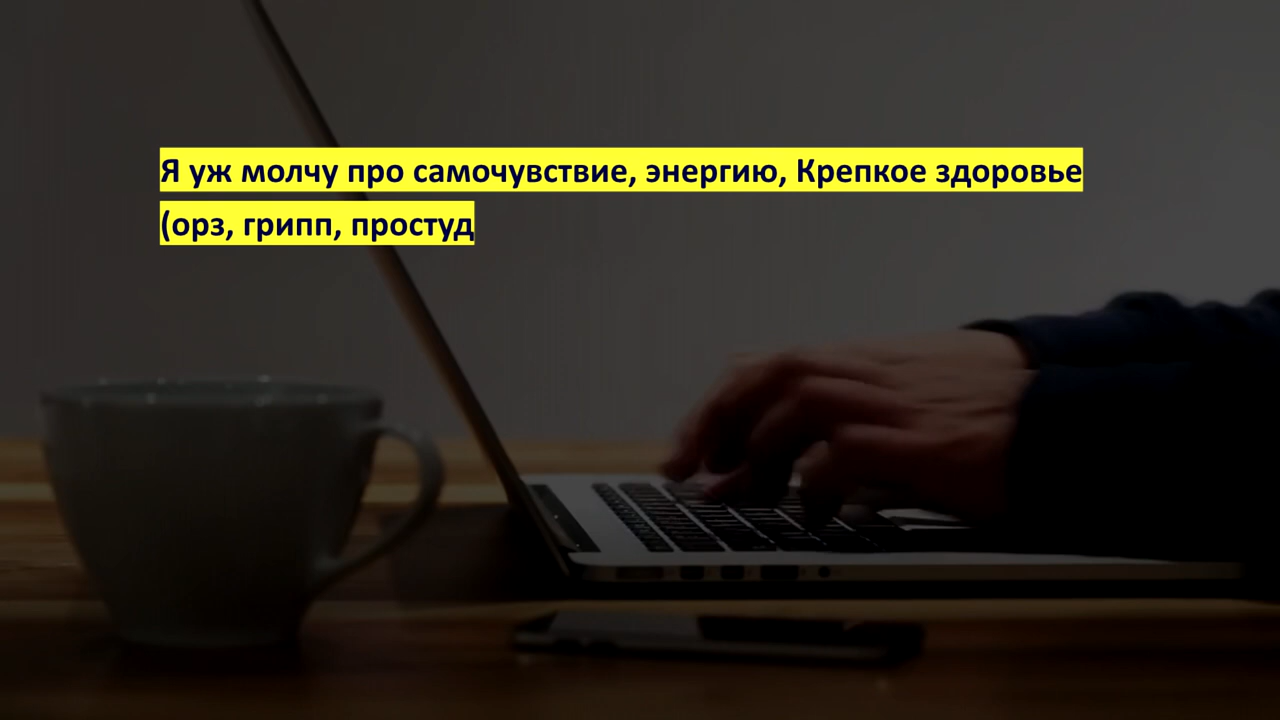 Я уж молчу про самочувствие, энергию, Крепкое здоровье
(орз, грипп, простуд